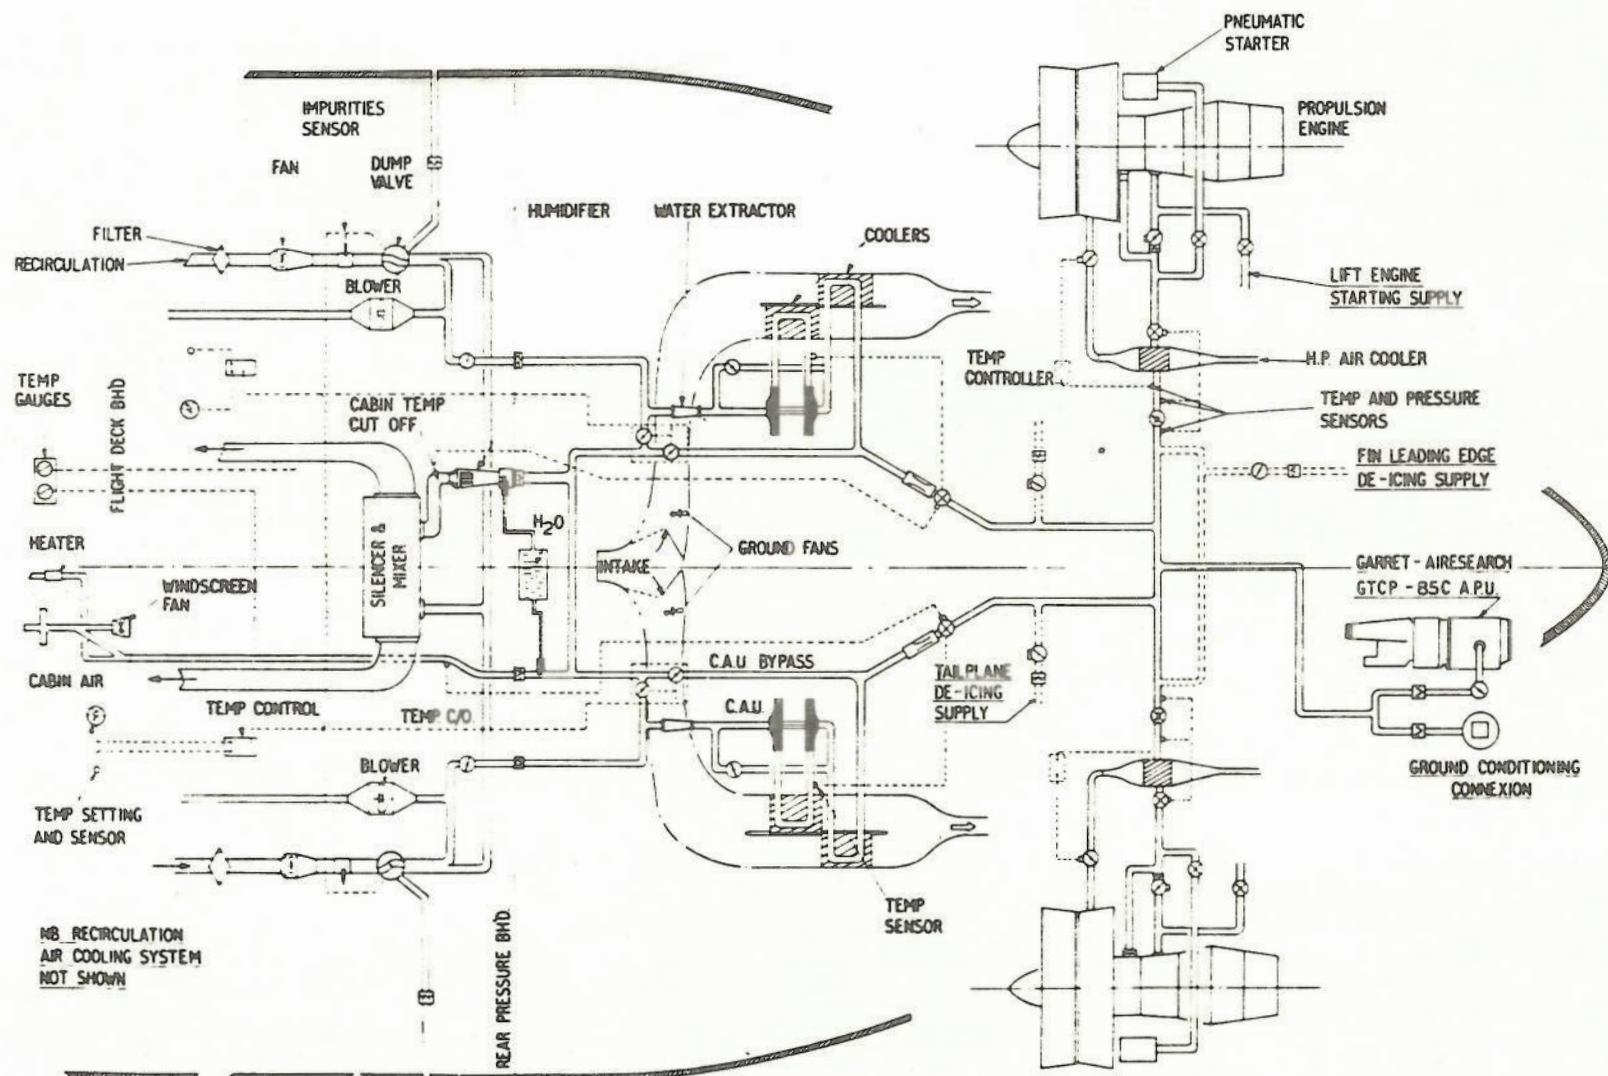 PNEUMATIC
STARTER
PROPULSION
ENGINE
IMPURITIES
SENSOR
FAN
DUMP
VALVE
HUMIDIFIER
WATER EXTRACTOR
FILTER
RECIRCULATION
COOLERS
BLOWER
LIFT ENGINE
STARTING SUPPLY
TEMP
CONTROLLER
H.P. AIR COOLER
TEMP
GAUGES
FLIGHT DECK BH'D
CABIN TEMP
CUT OFF
TEMP AND PRESSURE
SENSORS
FIN LEADING EDGE
DE-ICING SUPPLY
H2O
HEATER
SILENCER &
MIXER
INTAKE
GROUND FANS
GARRET-AIRESEARCH
GTCP-85C A.P.U.
WINDSCREEN
FAN
CABIN AIR
C.A.U BYPASS
TAILPLANE
DE-ICING
SUPPLY
TEMP CONTROL
TEMP C/O
C.A.U.
BLOWER
GROUND CONDITIONING
CONNEXION
TEMP SETTING
AND SENSOR
TEMP
SENSOR
NB RECIRCULATION
AIR COOLING SYSTEM
NOT SHOWN
REAR PRESSURE BH'D.